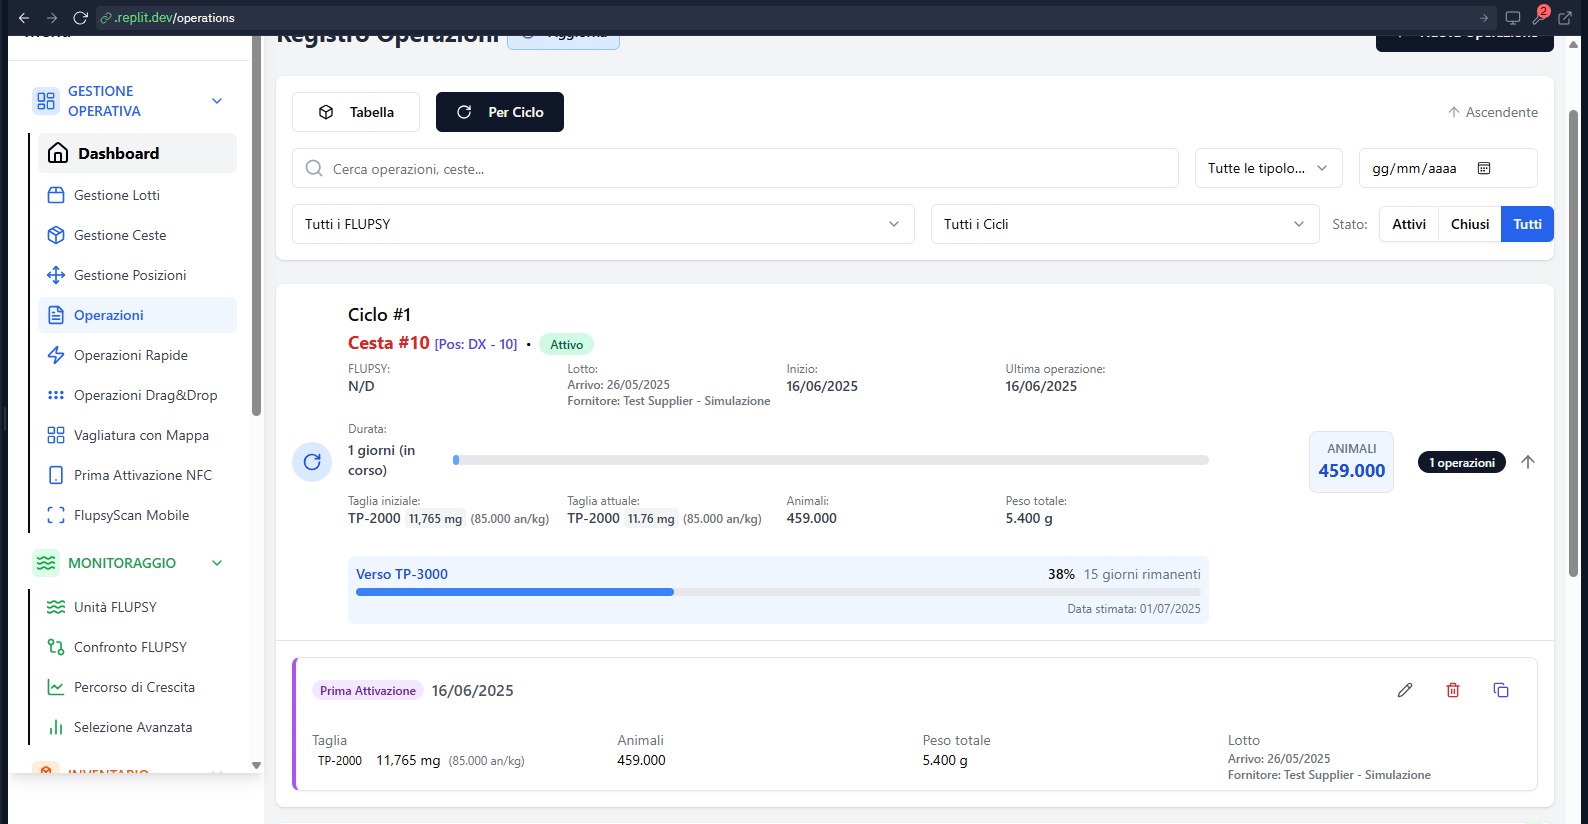 .replit.dev/operations
2
GESTIONE
OPERATIVA
Dashboard
Gestione Lotti
Gestione Ceste
Gestione Posizioni
Operazioni
Operazioni Rapide
Operazioni Drag&Drop
Vagliatura con Mappa
Prima Attivazione NFC
FlupsyScan Mobile
MONITORAGGIO
Unità FLUPSY
Confronto FLUPSY
Percorso di Crescita
Selezione Avanzata
INVENTARIO
Registro Operazioni
Aggiorna
Nuova Operazione
Tabella
Per Ciclo
Ascendente
Cerca operazioni, ceste...
Tutte le tipolo...
gg/mm/aaaa
Tutti i FLUPSY
Tutti i Cicli
Stato:
Attivi
Chiusi
Tutti
Ciclo #1
Cesta #10 [Pos: DX - 10] • Attivo
FLUPSY:
N/D
Lotto:
Arrivo: 26/05/2025
Fornitore: Test Supplier - Simulazione
Inizio:
16/06/2025
Ultima operazione:
16/06/2025
Durata:
1 giorni (in
corso)
Taglia iniziale:
TP-2000 11,765 mg (85.000 an/kg)
Taglia attuale:
TP-2000 11.76 mg (85.000 an/kg)
Animali:
459.000
Peso totale:
5.400 g
ANIMALI
459.000
1 operazioni
Verso TP-3000
38% 15 giorni rimanenti
Data stimata: 01/07/2025
Prima Attivazione 16/06/2025
Taglia
TP-2000 11,765 mg (85.000 an/kg)
Animali
459.000
Peso totale
5.400 g
Lotto
Arrivo: 26/05/2025
Fornitore: Test Supplier - Simulazione